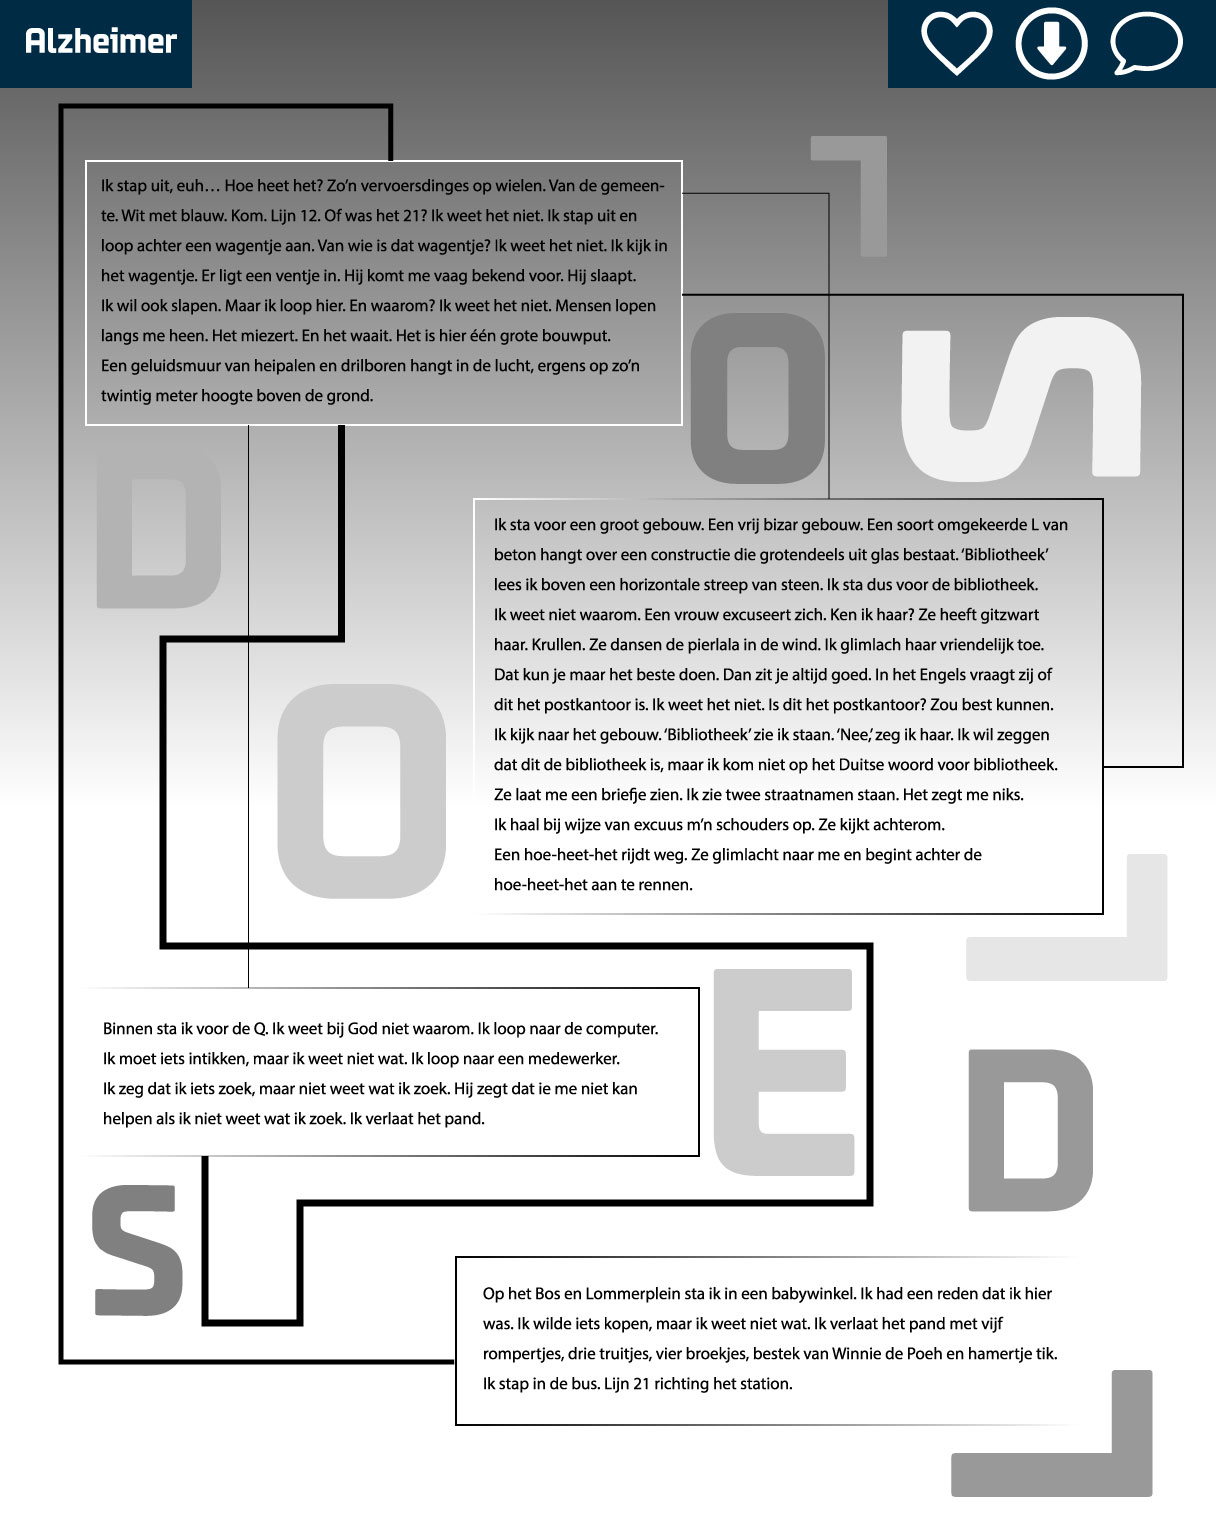 Alzheimer
Ik stap uit, euh… Hoe heet het? Zo’n vervoersdinges op wielen. Van de gemeen-
te. Wit met blauw. Kom. Lijn 12. Of was het 21? Ik weet het niet. Ik stap uit en
loop achter een wagentje aan. Van wie is dat wagentje? Ik weet het niet. Ik kijk in
het wagentje. Er ligt een ventje in. Hij komt me vaag bekend voor. Hij slaapt.
Ik wil ook slapen. Maar ik loop hier. En waarom? Ik weet het niet. Mensen lopen
langs me heen. Het miezert. En het waait. Het is hier één grote bouwput.
Een geluidsmuur van heipalen en drilboren hangt in de lucht, ergens op zo’n
twintig meter hoogte boven de grond.
L
O
S
D
Ik sta voor een groot gebouw. Een vrij bizar gebouw. Een soort omgekeerde L van
beton hangt over een constructie die grotendeels uit glas bestaat. ‘Bibliotheek’
lees ik boven een horizontale streep van steen. Ik sta dus voor de bibliotheek.
Ik weet niet waarom. Een vrouw excuseert zich. Ken ik haar? Ze heeft gitzwart
haar. Krullen. Ze dansen de pierlala in de wind. Ik glimlach haar vriendelijk toe.
Dat kun je maar het beste doen. Dan zit je altijd goed. In het Engels vraagt zij of
dit het postkantoor is. Ik weet het niet. Is dit het postkantoor? Zou best kunnen.
Ik kijk naar het gebouw. ‘Bibliotheek’ zie ik staan. ‘Nee,’ zeg ik haar. Ik wil zeggen
dat dit de bibliotheek is, maar ik kom niet op het Duitse woord voor bibliotheek.
Ze laat me een briefje zien. Ik zie twee straatnamen staan. Het zegt me niks.
Ik haal bij wijze van excuus m’n schouders op. Ze kijkt achterom.
Een hoe-heet-het rijdt weg. Ze glimlacht naar me en begint achter de
hoe-heet-het aan te rennen.
O
L
Binnen sta ik voor de Q. Ik weet bij God niet waarom. Ik loop naar de computer.
Ik moet iets intikken, maar ik weet niet wat. Ik loop naar een medewerker.
Ik zeg dat ik iets zoek, maar niet weet wat ik zoek. Hij zegt dat ie me niet kan
helpen als ik niet weet wat ik zoek. Ik verlaat het pand.
E
D
S
Op het Bos en Lommerplein sta ik in een babywinkel. Ik had een reden dat ik hier
was. Ik wilde iets kopen, maar ik weet niet wat. Ik verlaat het pand met vijf
rompertjes, drie truitjes, vier broekjes, bestek van Winnie de Poeh en hamertje tik.
Ik stap in de bus. Lijn 21 richting het station.
L